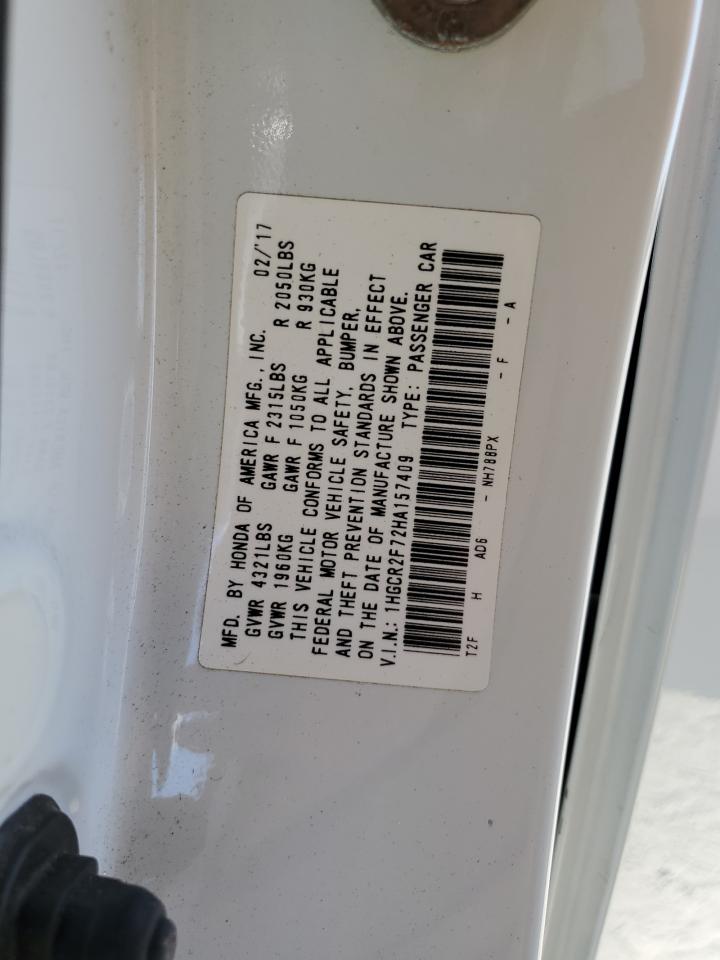 MFD. BY HONDA OF AMERICA MFG., INC. 02/'17
GVWR 4321LBS GAWR F 2315LBS R 2050LBS
GVWR 1960KG GAWR F 1050KG R 930KG
THIS VEHICLE CONFORMS TO ALL APPLICABLE
FEDERAL MOTOR VEHICLE SAFETY, BUMPER,
AND THEFT PREVENTION STANDARDS IN EFFECT
ON THE DATE OF MANUFACTURE SHOWN ABOVE.
V.I.N.: 1HGCR2F72HA157409 TYPE: PASSENGER CAR
T2F H AD6 - NH788PX - F - A